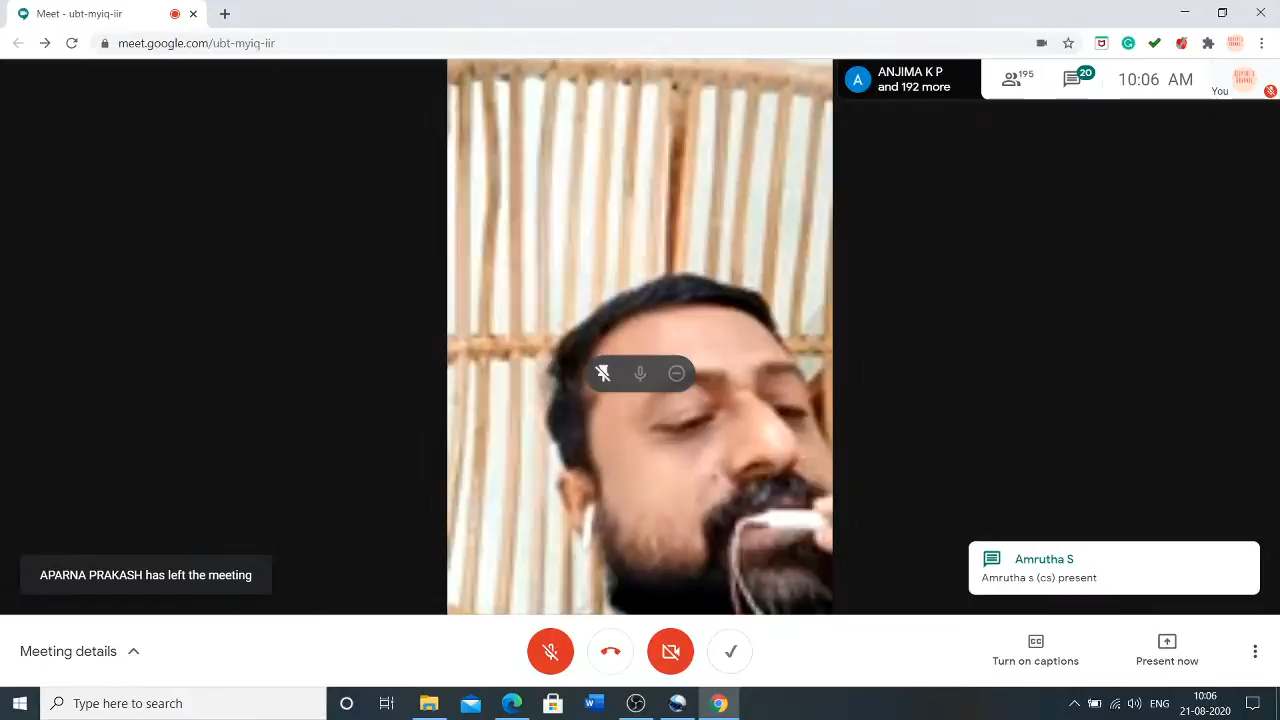 Meet - ubt-myiq-iir
meet.google.com/ubt-myiq-iir
A
ANJIMA K P
and 192 more
195
20
10:06 AM
You
APARNA PRAKASH has left the meeting
Amrutha S
Amrutha s (cs) present
Meeting details
Turn on captions
Present now
Type here to search
ENG
10:06
21-08-2020